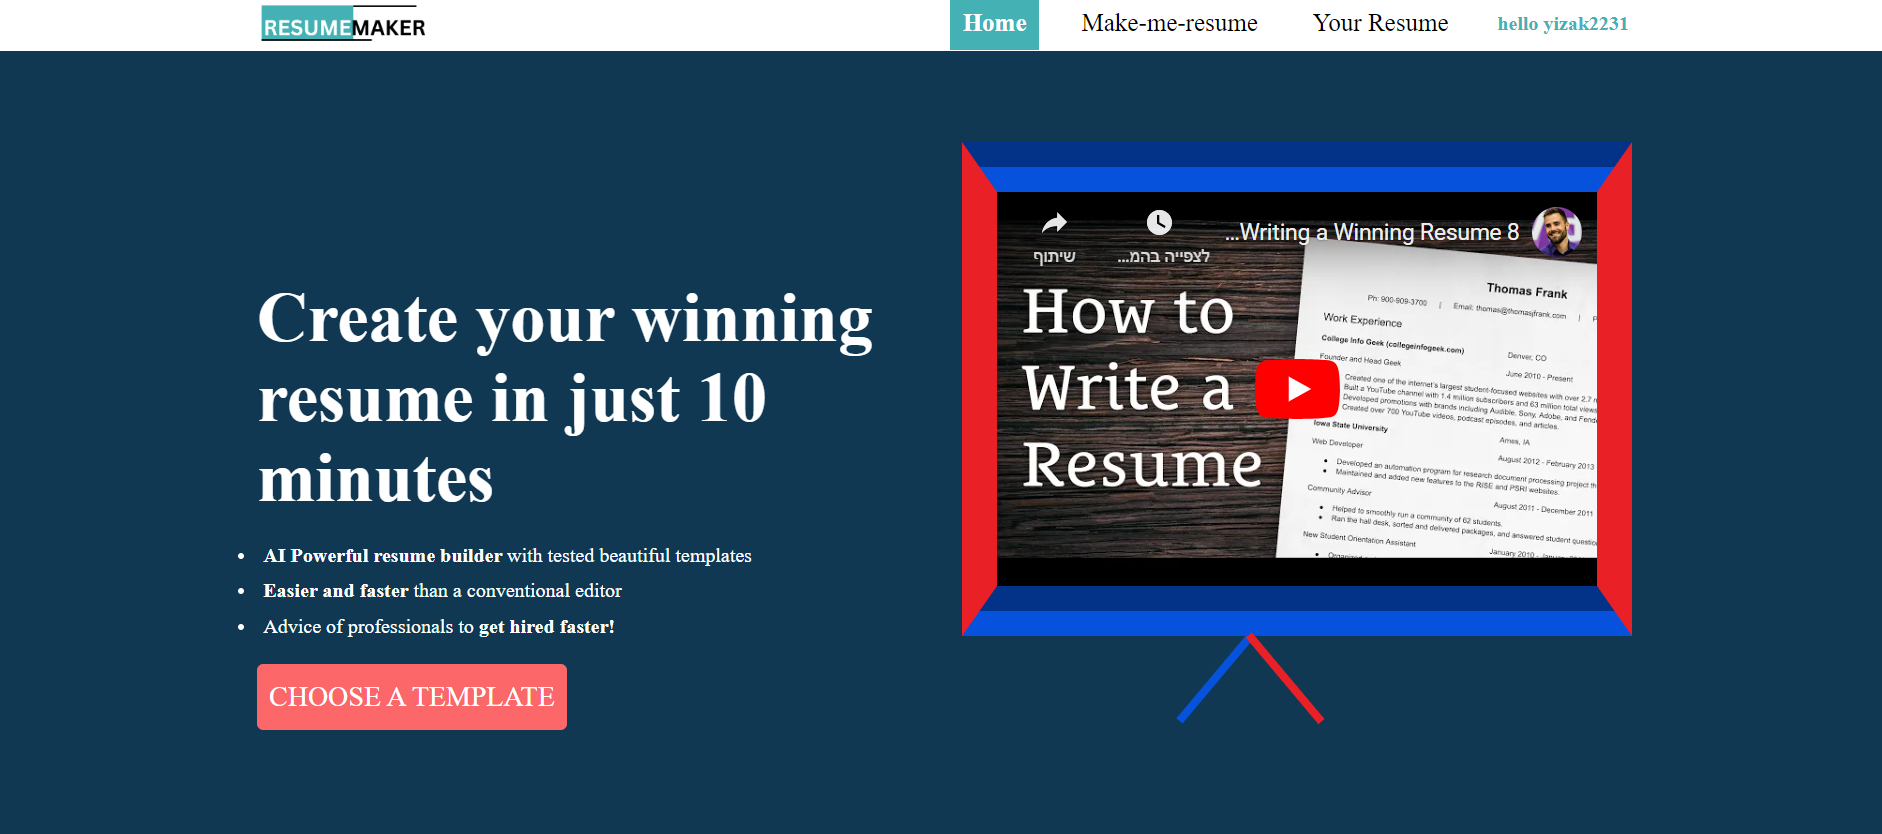 RESUMEMAKER
Home
Make-me-resume
Your Resume
hello yizak2231
Create your winning
resume in just 10
minutes
AI Powerful resume builder with tested beautiful templates
Easier and faster than a conventional editor
Advice of professionals to get hired faster!
CHOOSE A TEMPLATE
שיתוף
לצפייה בהמ...
...Writing a Winning Resume 8
How to
Write a
Resume
Thomas Frank
Ph: 900-909-3700 | Email: thomas@thomasjfrank.com | P
Work Experience
College Info Geek (collegeinfogeek.com)
Denver, CO
Founder and Head Geek
June 2010 - Present
Created one of the internet's largest student-focused websites with over 2.7
Built a YouTube channel with 1.4 million subscribers and 63 million total views
Developed promotions with brands including Audible, Sony, Adobe, and Fende
Created over 700 YouTube videos, podcast episodes, and articles.
Iowa State University
Ames, IA
Web Developer
August 2012 - February 2013
Developed an automation program for research document processing project
Maintained and added new features to the RISE and PSRI websites.
Community Advisor
August 2011 - December 2011
Helped to smoothly run a community of 62 students.
Ran the hall desk, sorted and delivered packages, and answered student
New Student Orientation Assistant
January 2010 -